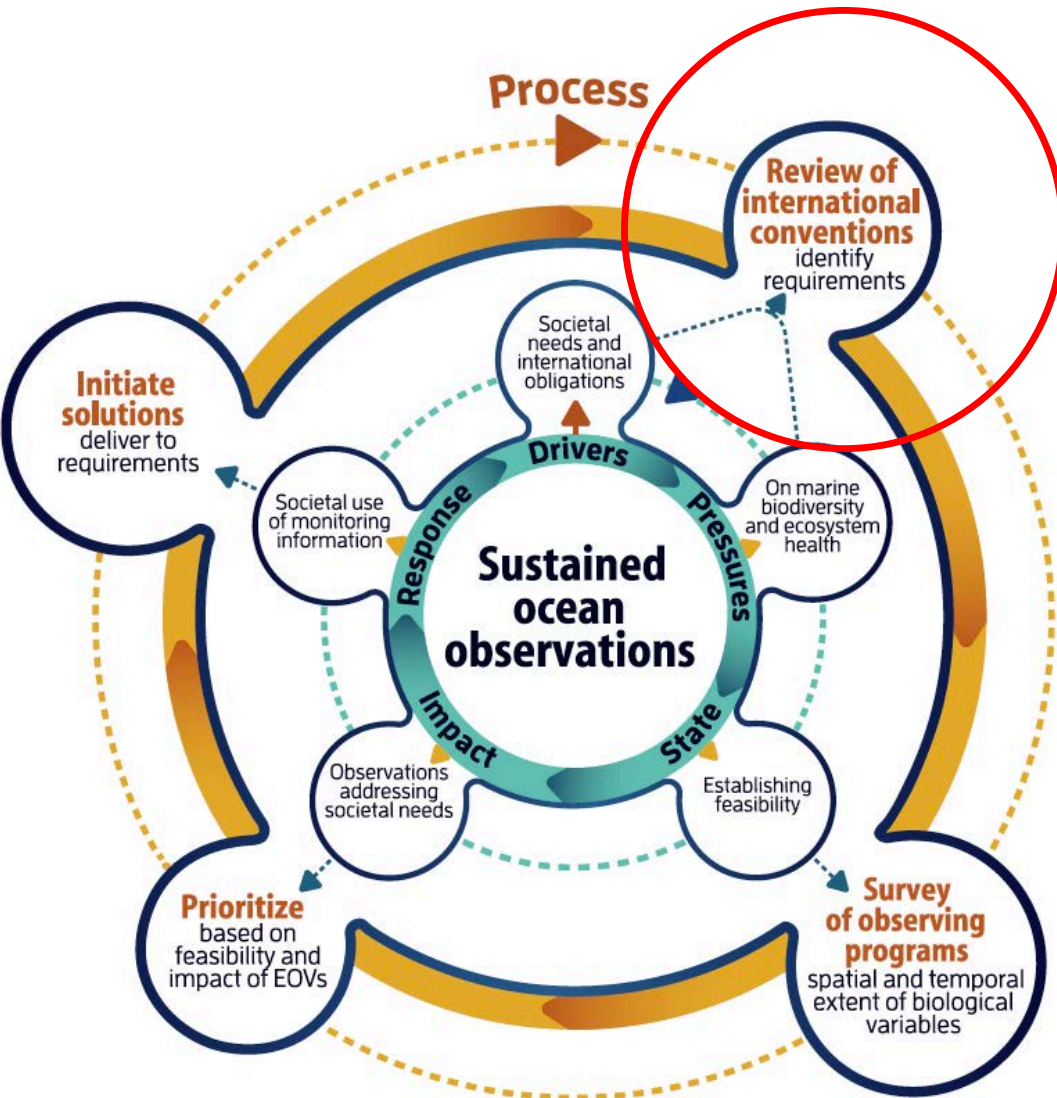 Process
Review of
international
conventions
identify
requirements
Societal
needs and
international
obligations
Initiate
solutions
deliver to
requirements
Drivers
Societal use
of monitoring
information
Response
Pressures
On marine
biodiversity
and ecosystem
health
Sustained
ocean
observations
Impact
State
Observations
addressing
societal needs
Establishing
feasibility
Prioritize
based on
feasibility and
impact of EOVs
Survey
of observing
programs
spatial and temporal
extent of biological
variables